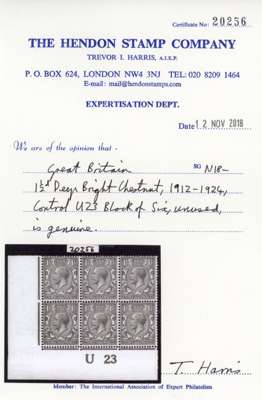 Certificate No: 20256
THE HENDON STAMP COMPANY
TREVOR I. HARRIS, A.I.E.P.
P. O. BOX 624, LONDON NW4 3NJ TEL: 020 8209 1464
E-mail: mail@hendonstamps.com
EXPERTISATION DEPT.
Date 12 NOV 2018
We are of the opinion that -
Great Britain SG N18-
1½d Deep Bright Chestnut, 1912-1924,
Control U23 Block of Six, unused,
is genuine.
20256
U 23
T. Harris
Member: The International Association of Expert Philatelists